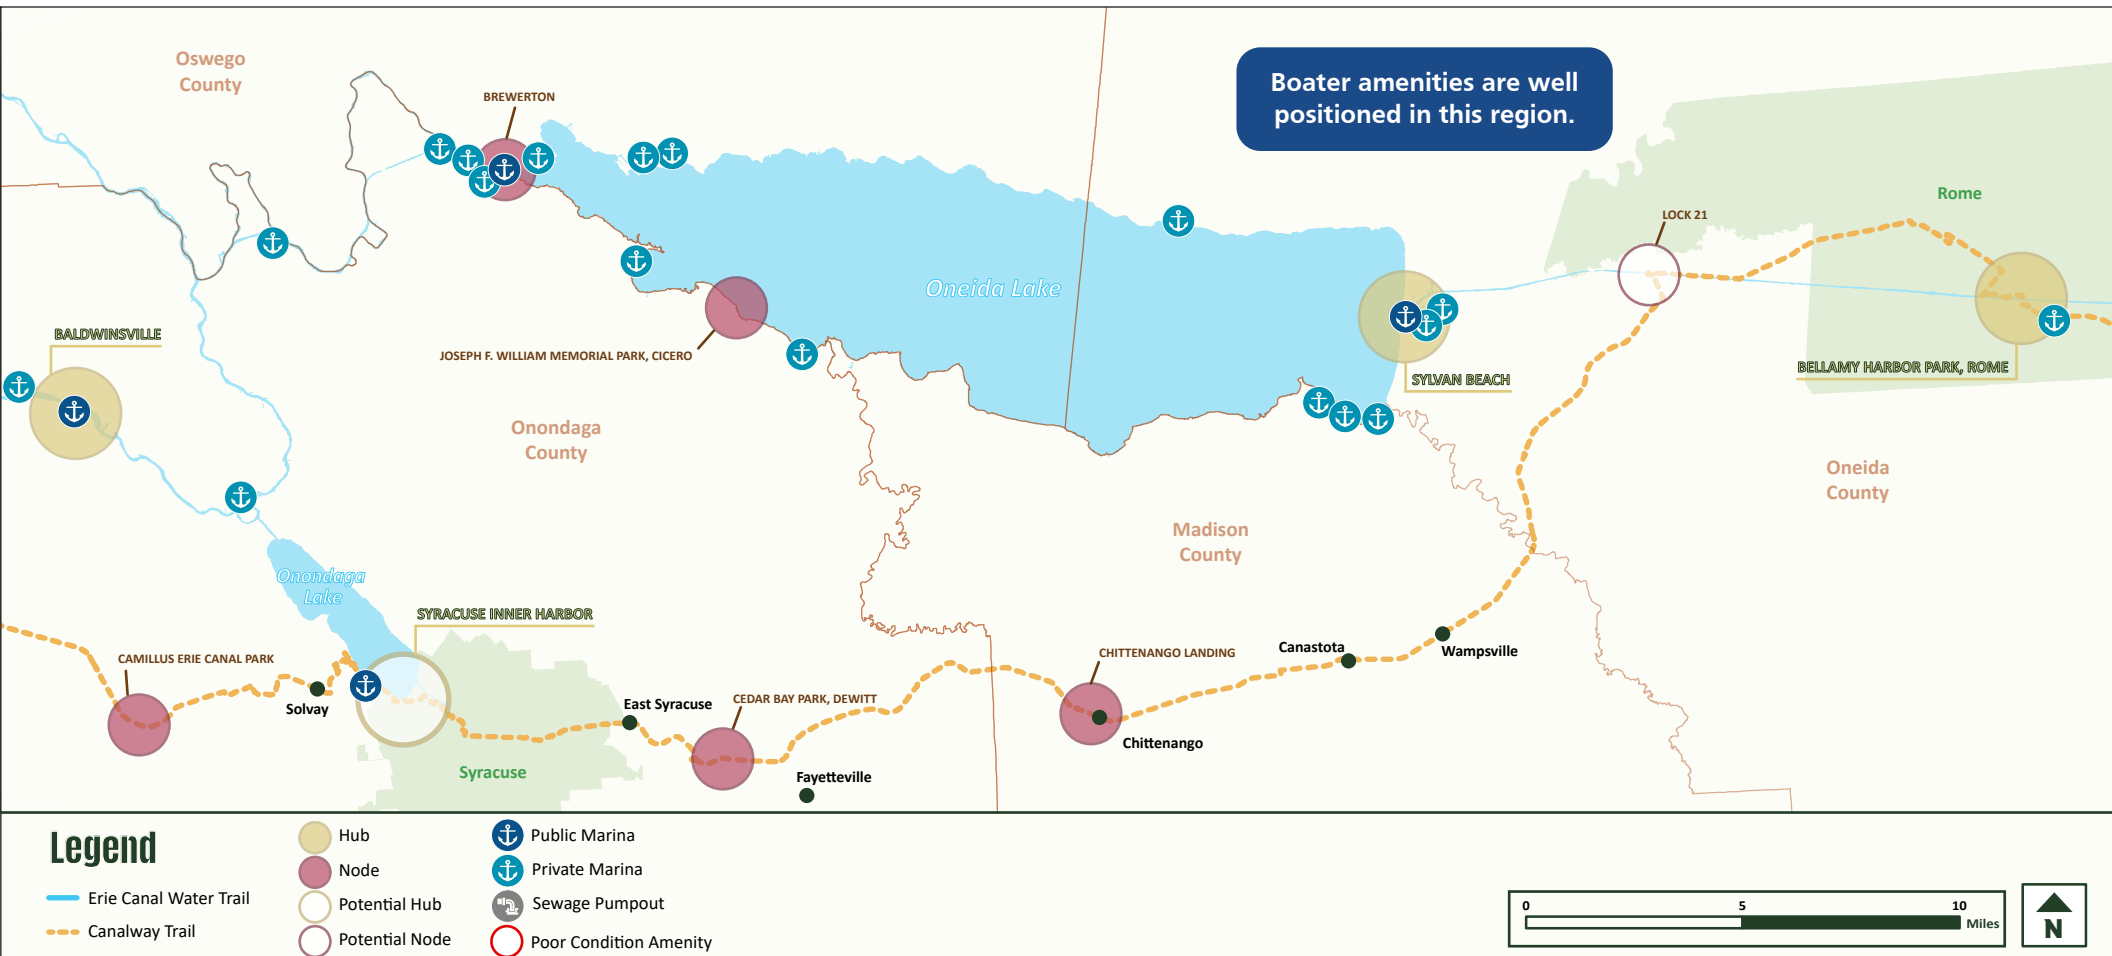 Oswego
County
BREWERTON
Boater amenities are well
positioned in this region.
Rome
LOCK 21
Oneida Lake
BALDWINSVILLE
JOSEPH F. WILLIAM MEMORIAL PARK, CICERO
SYLVAN BEACH
BELLAMY HARBOR PARK, ROME
Onondaga
County
Oneida
County
Madison
County
Onondaga
Lake
SYRACUSE INNER HARBOR
CAMILLUS ERIE CANAL PARK
Solvay
East Syracuse
CEDAR BAY PARK, DEWITT
CHITTENANGO LANDING
Canastota
Wampsville
Chittenango
Syracuse
Fayetteville
Legend
Erie Canal Water Trail
Canalway Trail
Hub
Node
Potential Hub
Potential Node
Public Marina
Private Marina
Sewage Pumpout
Poor Condition Amenity
0 5 10
Miles
N